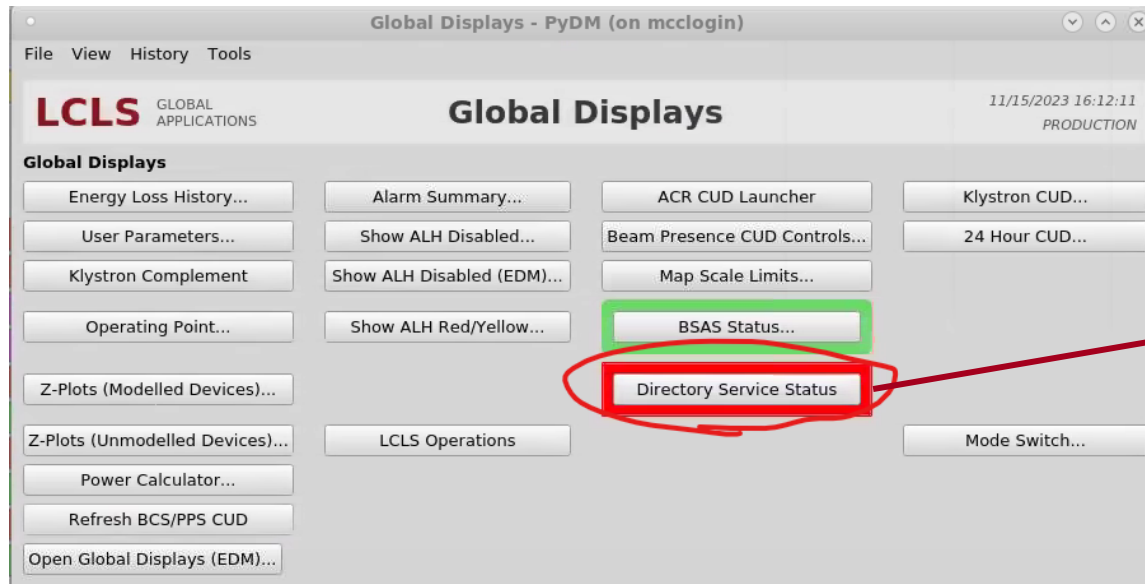 Global Displays - PyDM (on mcclogin)
File View History Tools
LCLS GLOBAL APPLICATIONS
Global Displays
11/15/2023 16:12:11
PRODUCTION
Global Displays
Energy Loss History... Alarm Summary... ACR CUD Launcher Klystron CUD...
User Parameters... Show ALH Disabled... Beam Presence CUD Controls... 24 Hour CUD...
Klystron Complement Show ALH Disabled (EDM)... Map Scale Limits...
Operating Point... Show ALH Red/Yellow... BSAS Status...
Z-Plots (Modelled Devices)... Directory Service Status
Z-Plots (Unmodelled Devices)... LCLS Operations Mode Switch...
Power Calculator...
Refresh BCS/PPS CUD
Open Global Displays (EDM)...